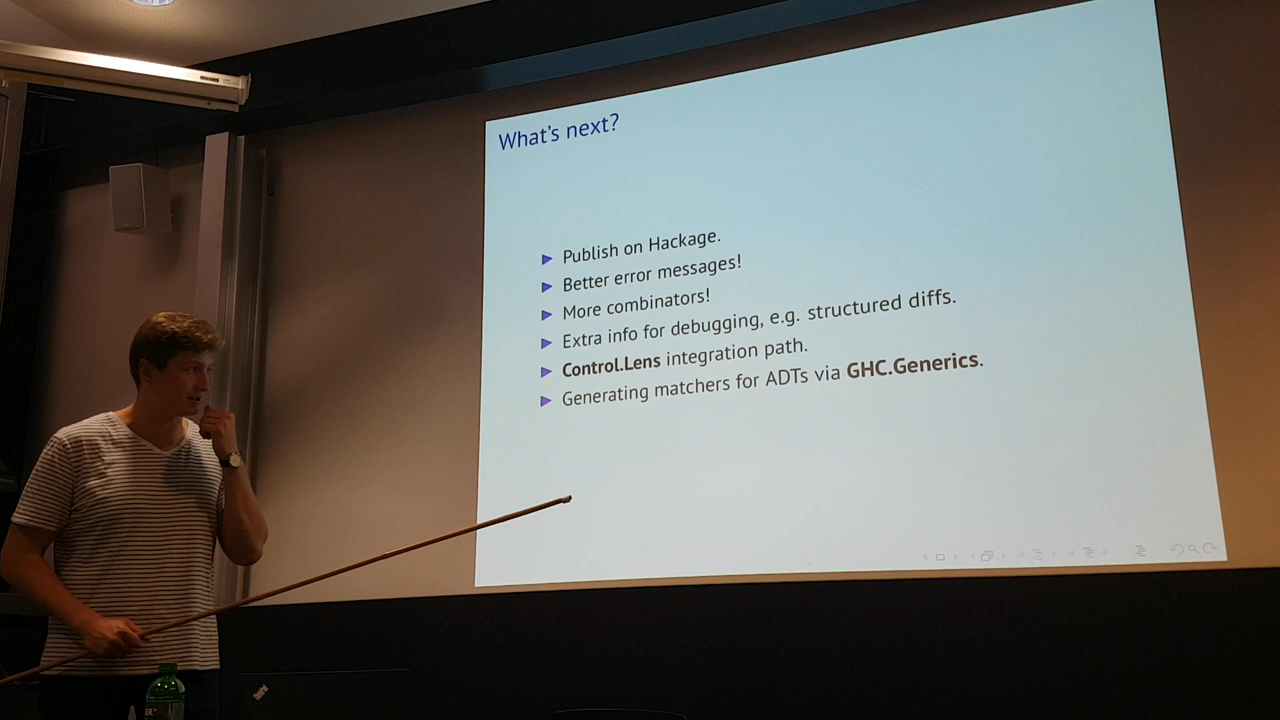 What's next?
Publish on Hackage.
Better error messages!
More combinators!
Extra info for debugging, e.g. structured diffs.
Control.Lens integration path.
Generating matchers for ADTs via GHC.Generics.